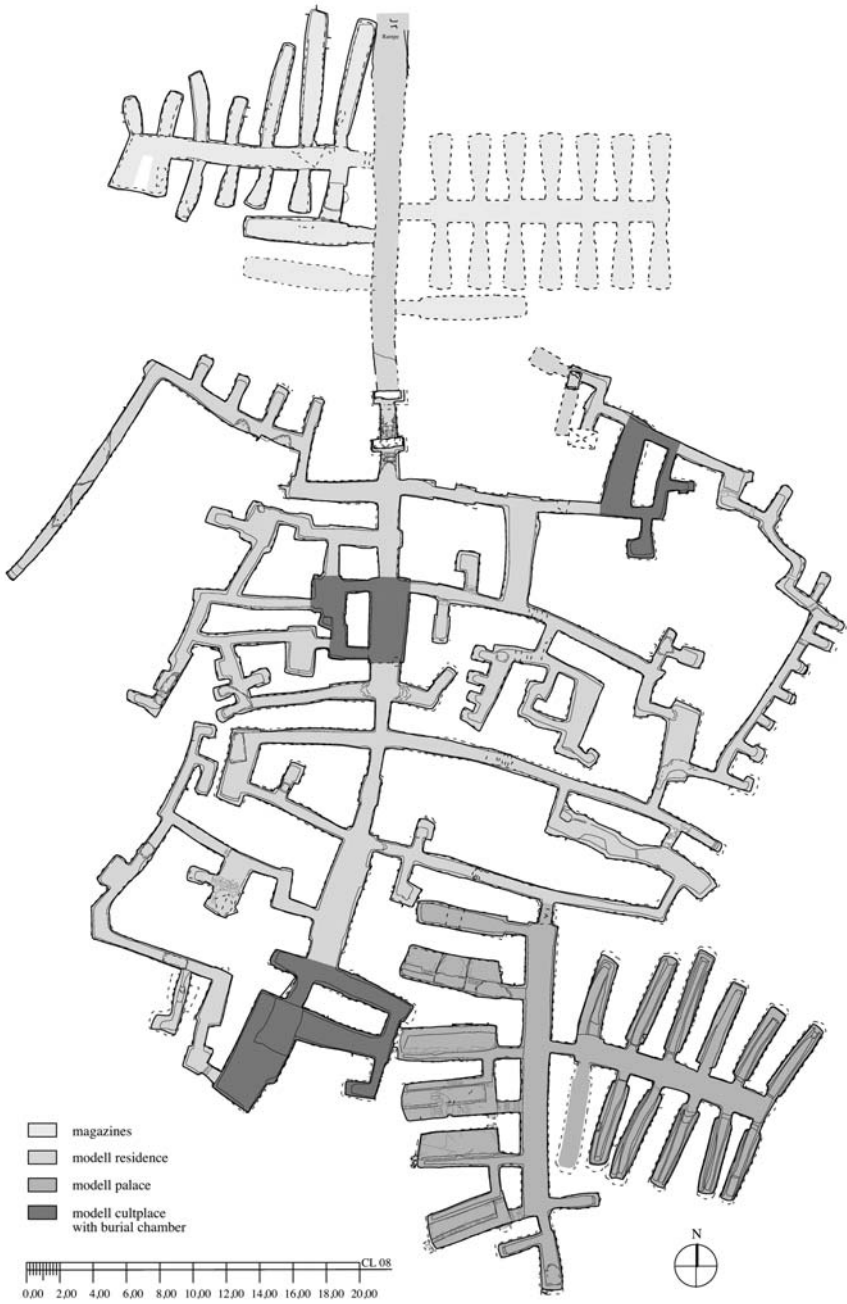 Rampe
magazines
modell residence
modell palace
modell cultplace
with burial chamber
N
CL 08
0,00 2,00 4,00 6,00 8,00 10,00 12,00 14,00 16,00 18,00 20,00